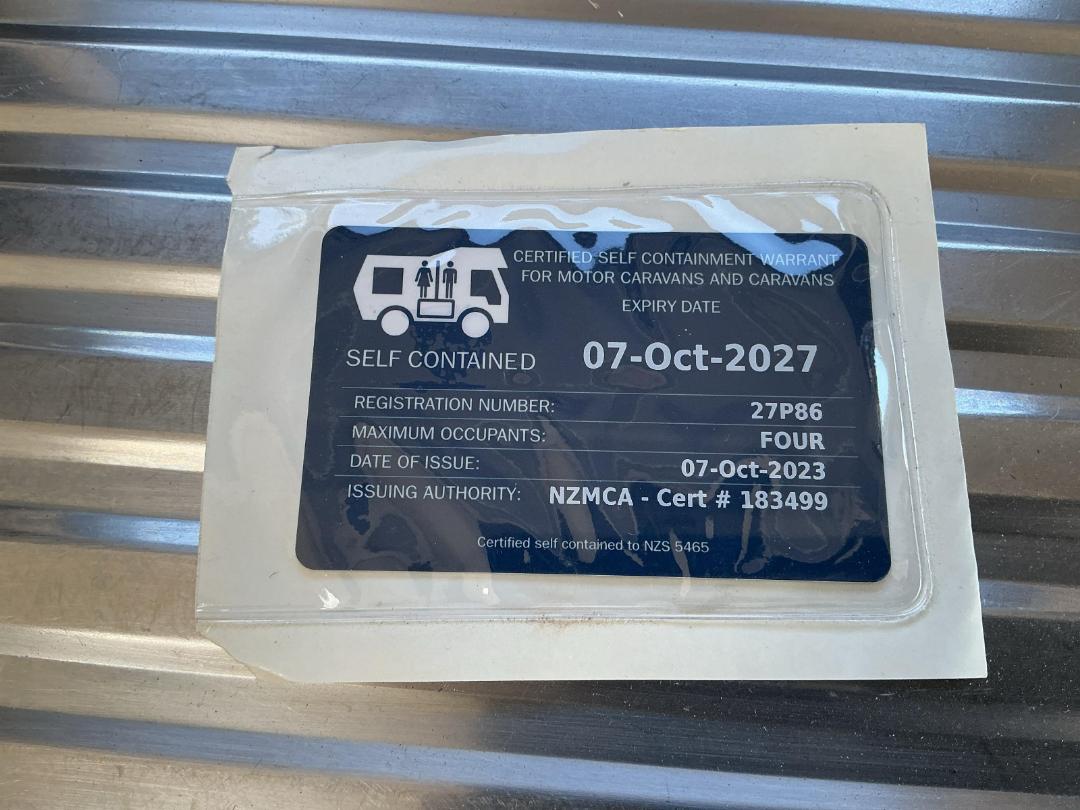 CERTIFIED SELF CONTAINMENT WARRANT
FOR MOTOR CARAVANS AND CARAVANS
EXPIRY DATE
SELF CONTAINED 07-Oct-2027
REGISTRATION NUMBER: 27P86
MAXIMUM OCCUPANTS: FOUR
DATE OF ISSUE: 07-Oct-2023
ISSUING AUTHORITY: NZMCA - Cert # 183499
Certified self contained to NZS 5465